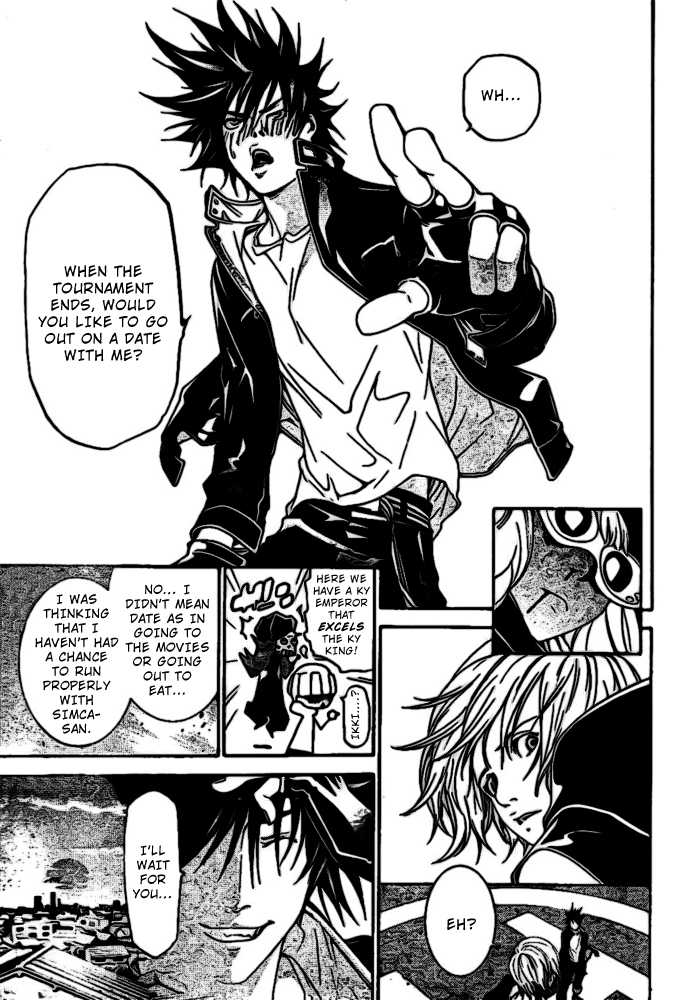 WH...
WHEN THE
TOURNAMENT
ENDS, WOULD
YOU LIKE TO GO
OUT ON A DATE
WITH ME?
EH?
HERE WE
HAVE A KY
EMPEROR
THAT
EXCELS
THE KY
KING!
IKKI....?
NO... I
DIDN'T MEAN
DATE AS IN
GOING TO
THE MOVIES
OR GOING
OUT TO
EAT...
I WAS
THINKING
THAT I
HAVEN'T HAD
A CHANCE
TO RUN
PROPERLY
WITH
SIMCA-
SAN.
I'LL
WAIT
FOR
YOU...